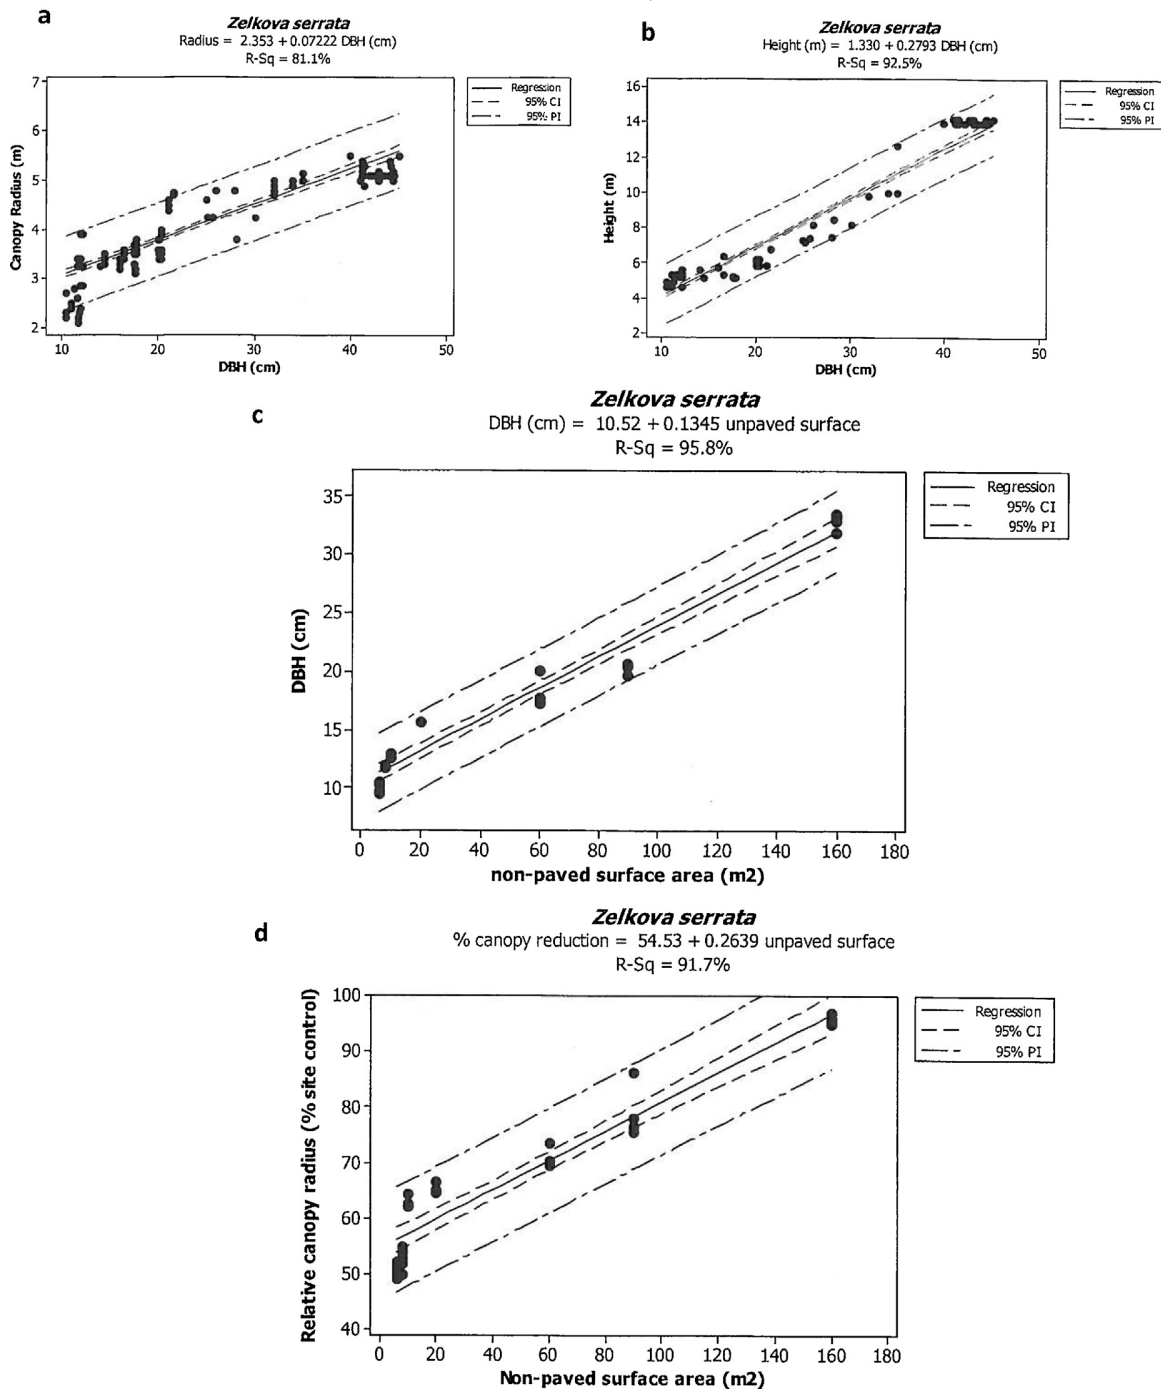 a
Zelkova serrata
Radius = 2.353 + 0.07222 DBH (cm)
R-Sq = 81.1%
7
6
5
4
3
2
Canopy Radius (m)
10 20 30 40 50
DBH (cm)
Regression
95% CI
95% PI
b
Zelkova serrata
Height (m) = 1.330 + 0.2793 DBH (cm)
R-Sq = 92.5%
16
14
12
10
8
6
4
2
Height (m)
10 20 30 40 50
DBH (cm)
Regression
95% CI
95% PI
c
Zelkova serrata
DBH (cm) = 10.52 + 0.1345 unpaved surface
R-Sq = 95.8%
35
30
25
20
15
10
DBH (cm)
0 20 40 60 80 100 120 140 160 180
non-paved surface area (m2)
Regression
95% CI
95% PI
d
Zelkova serrata
% canopy reduction = 54.53 + 0.2639 unpaved surface
R-Sq = 91.7%
100
90
80
70
60
50
40
Relative canopy radius (% site control)
0 20 40 60 80 100 120 140 160 180
Non-paved surface area (m2)
Regression
95% CI
95% PI